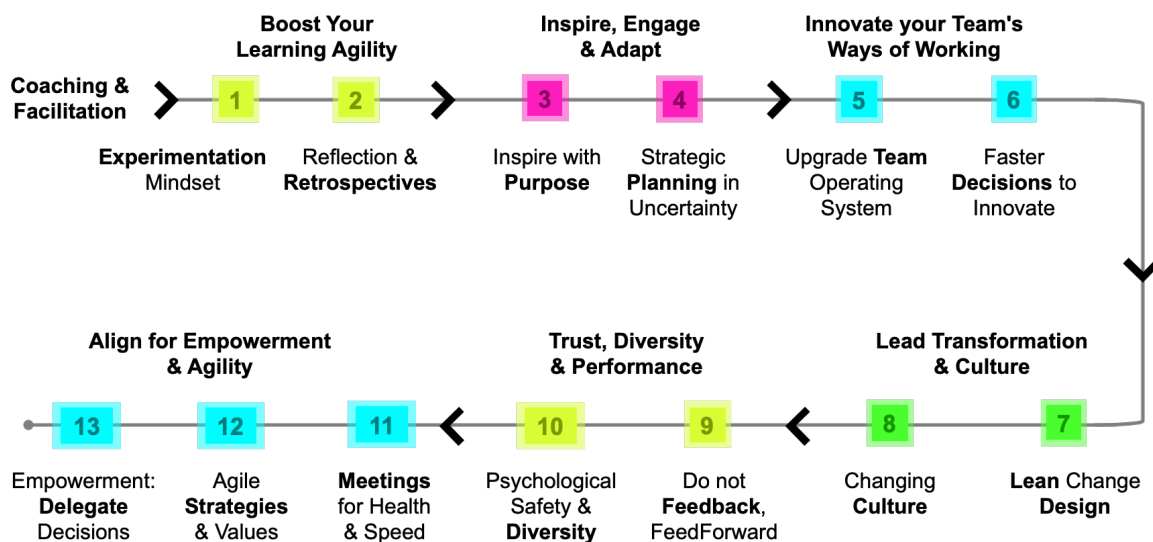 Boost Your
Learning Agility
Inspire, Engage
& Adapt
Innovate your Team's
Ways of Working
Coaching &
Facilitation
1
2
3
4
5
6
Experimentation
Mindset
Reflection &
Retrospectives
Inspire with
Purpose
Strategic
Planning in
Uncertainty
Upgrade Team
Operating
System
Faster
Decisions to
Innovate
Align for Empowerment
& Agility
Trust, Diversity
& Performance
Lead Transformation
& Culture
13
12
11
10
9
8
7
Empowerment:
Delegate
Decisions
Agile
Strategies
& Values
Meetings
for Health
& Speed
Psychological
Safety &
Diversity
Do not
Feedback,
FeedForward
Changing
Culture
Lean Change
Design